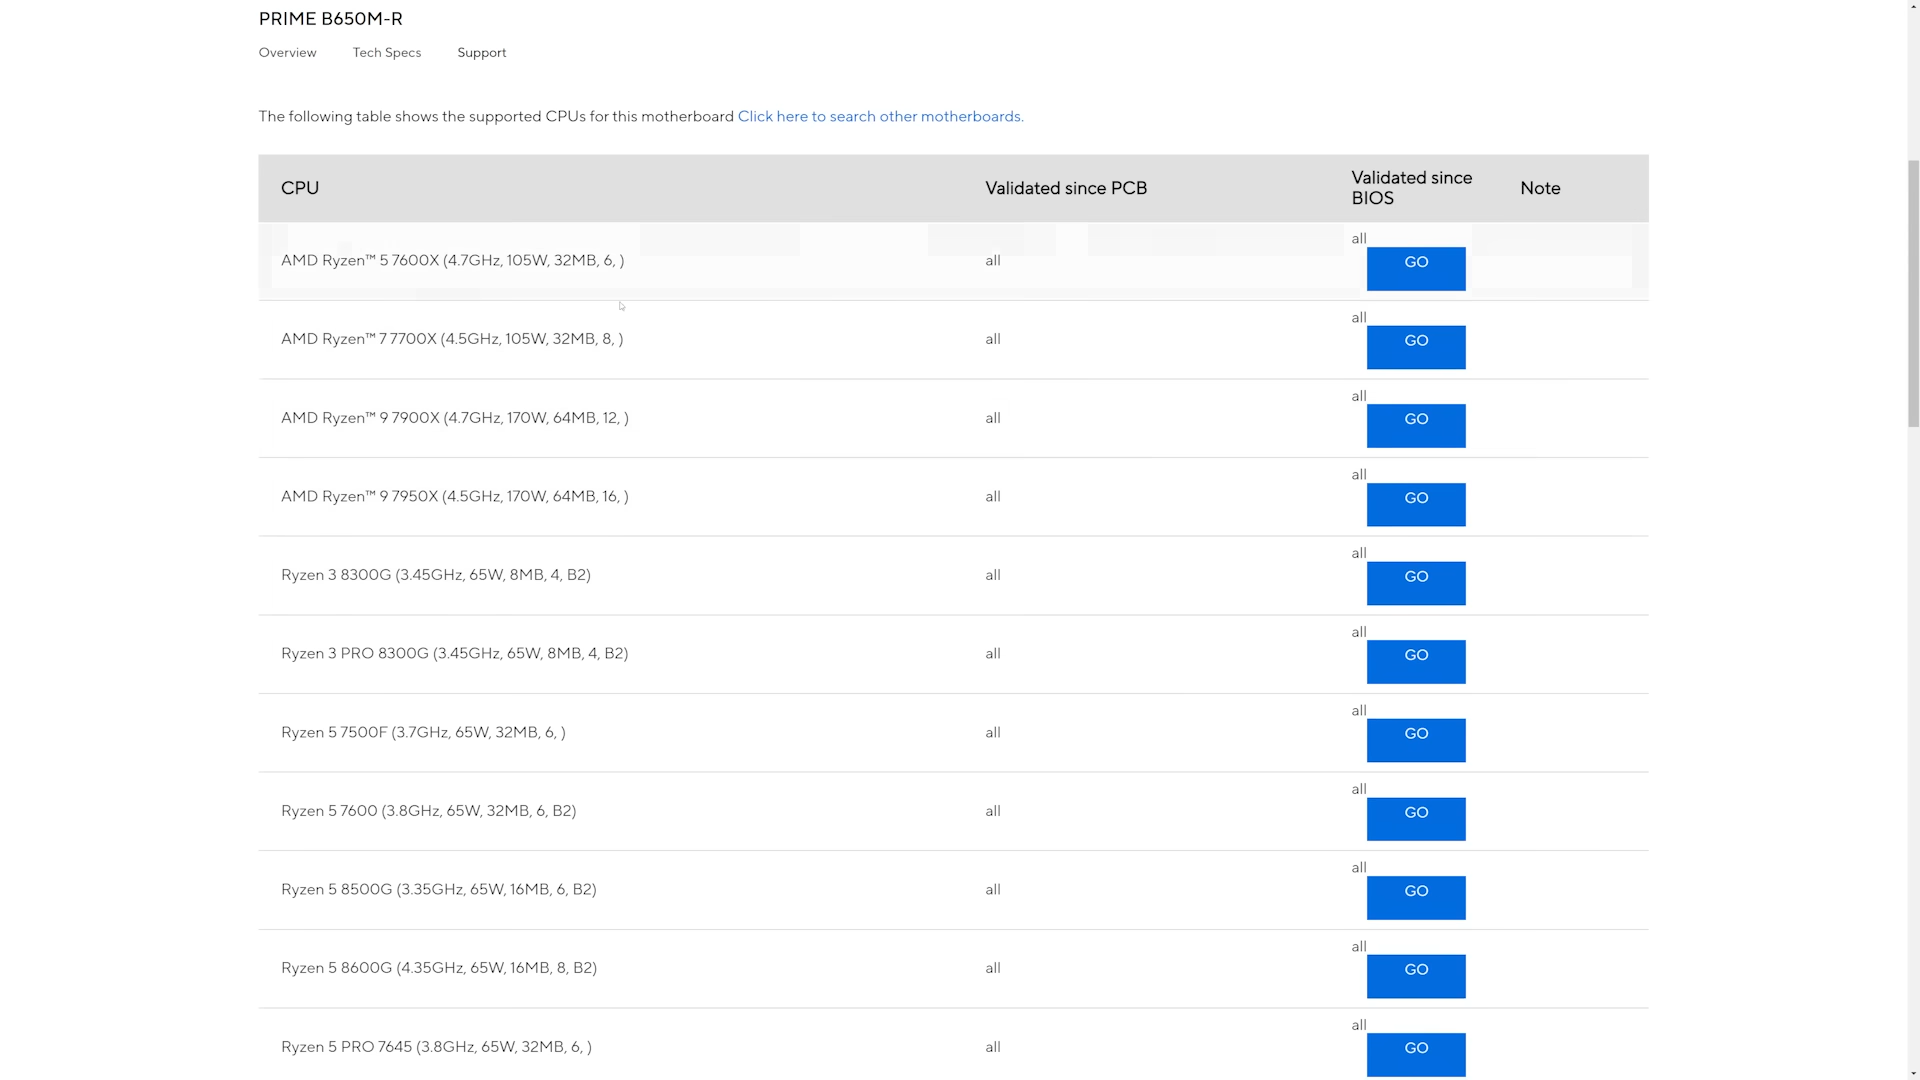 PRIME B650M-R
Overview Tech Specs Support
The following table shows the supported CPUs for this motherboard Click here to search other motherboards.
CPU Validated since PCB Validated since BIOS Note
AMD Ryzen™ 5 7600X (4.7GHz, 105W, 32MB, 6, ) all all GO
AMD Ryzen™ 7 7700X (4.5GHz, 105W, 32MB, 8, ) all all GO
AMD Ryzen™ 9 7900X (4.7GHz, 170W, 64MB, 12, ) all all GO
AMD Ryzen™ 9 7950X (4.5GHz, 170W, 64MB, 16, ) all all GO
Ryzen 3 8300G (3.45GHz, 65W, 8MB, 4, B2) all all GO
Ryzen 3 PRO 8300G (3.45GHz, 65W, 8MB, 4, B2) all all GO
Ryzen 5 7500F (3.7GHz, 65W, 32MB, 6, ) all all GO
Ryzen 5 7600 (3.8GHz, 65W, 32MB, 6, B2) all all GO
Ryzen 5 8500G (3.35GHz, 65W, 16MB, 6, B2) all all GO
Ryzen 5 8600G (4.35GHz, 65W, 16MB, 8, B2) all all GO
Ryzen 5 PRO 7645 (3.8GHz, 65W, 32MB, 6, ) all all GO